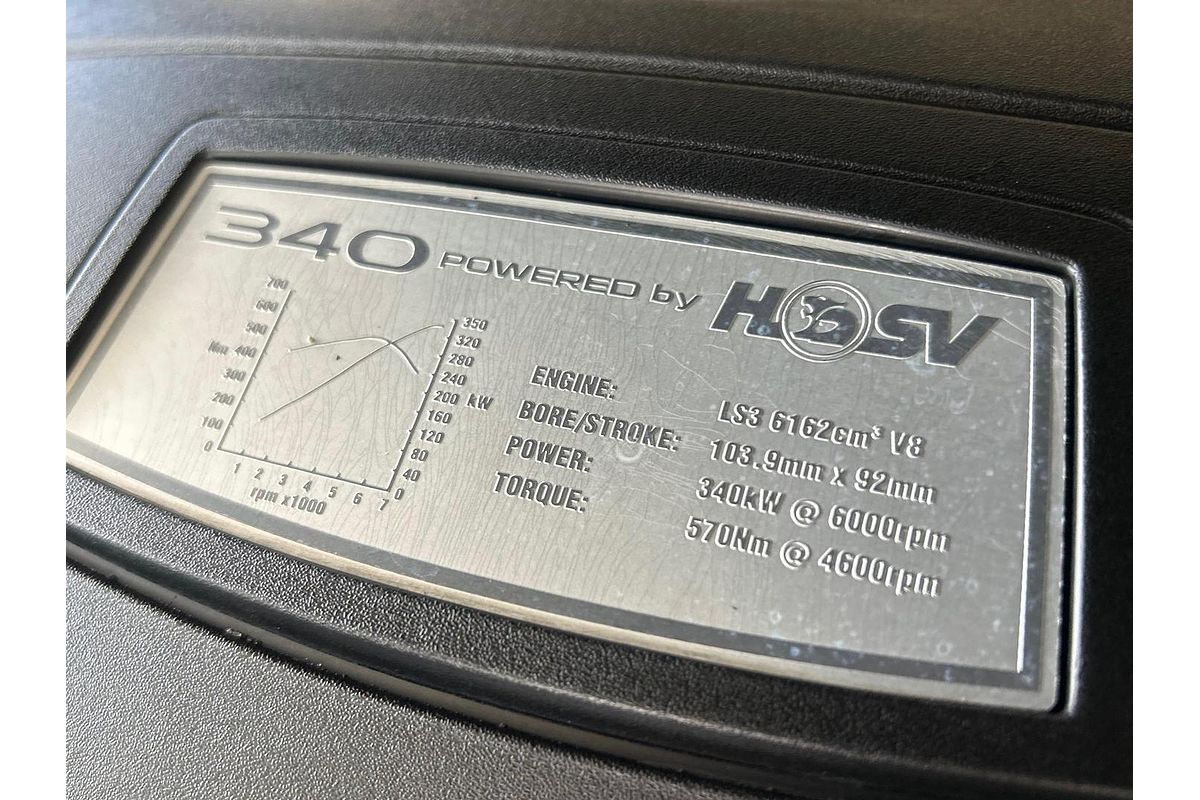 340 POWERED by HSV
700
600
500
Nm 400
300
200
100
0
350
320
280
240
200 kW
160
120
80
40
0
1 2 3 4 5 6 7
rpm x1000
ENGINE: LS3 6162cm³ V8
BORE/STROKE: 103.9mm x 92mm
POWER: 340kW @ 6000rpm
TORQUE: 570Nm @ 4600rpm